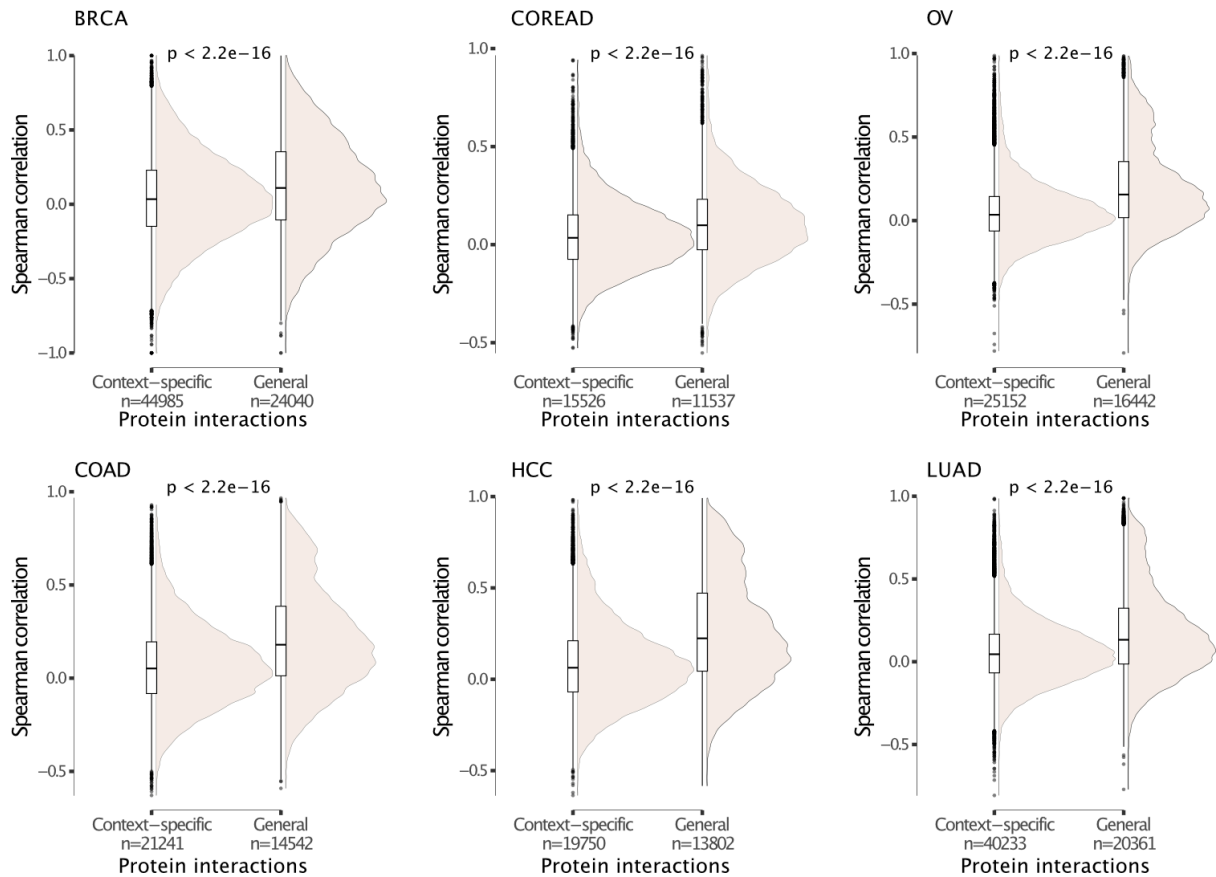 BRCA
p < 2.2e−16
Spearman correlation
1.0
0.5
0.0
−0.5
−1.0
Context−specific
n=44985
General
n=24040
Protein interactions
COREAD
p < 2.2e−16
Spearman correlation
1.0
0.5
0.0
−0.5
Context−specific
n=15526
General
n=11537
Protein interactions
OV
p < 2.2e−16
Spearman correlation
1.0
0.5
0.0
−0.5
Context−specific
n=25152
General
n=16442
Protein interactions
COAD
p < 2.2e−16
Spearman correlation
1.0
0.5
0.0
−0.5
Context−specific
n=21241
General
n=14542
Protein interactions
HCC
p < 2.2e−16
Spearman correlation
1.0
0.5
0.0
−0.5
Context−specific
n=19750
General
n=13802
Protein interactions
LUAD
p < 2.2e−16
Spearman correlation
1.0
0.5
0.0
−0.5
Context−specific
n=40233
General
n=20361
Protein interactions